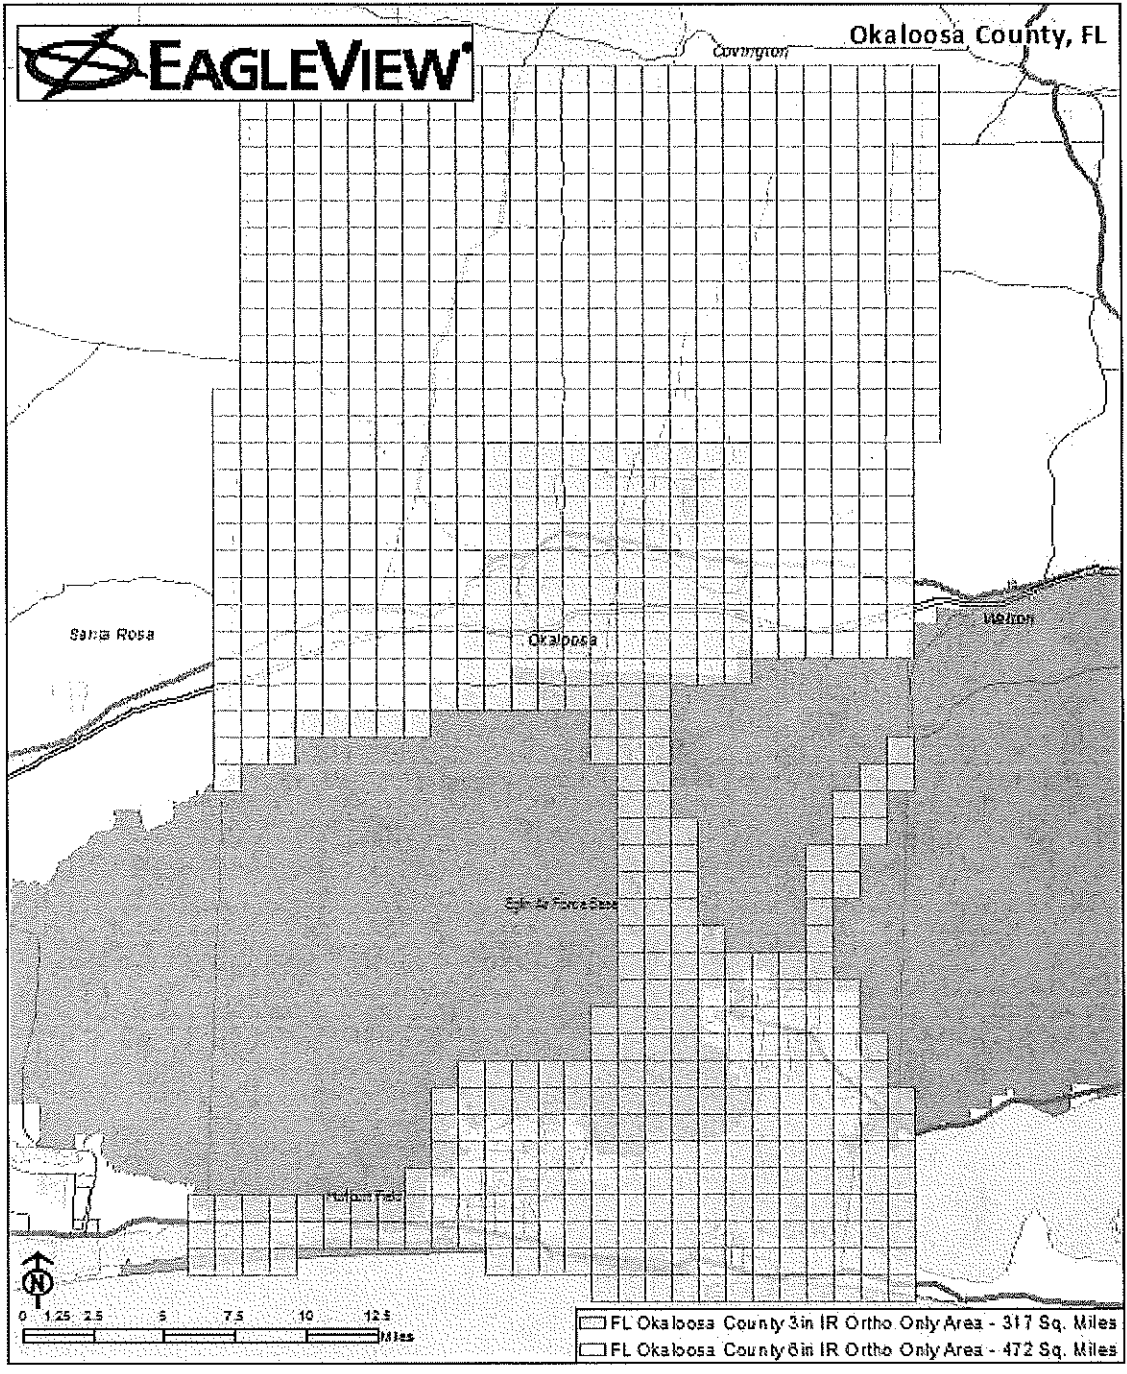 EAGLEVIEW®
Okaloosa County, FL
Covington
Santa Rosa
Okaloosa
Walton
Eglin Air Force Base
Hurlburt Field
N
0 1.25 2.5 5 7.5 10 12.5
Miles
FL Okaloosa County 3in IR Ortho Only Area - 317 Sq. Miles
FL Okaloosa County 6in IR Ortho Only Area - 472 Sq. Miles